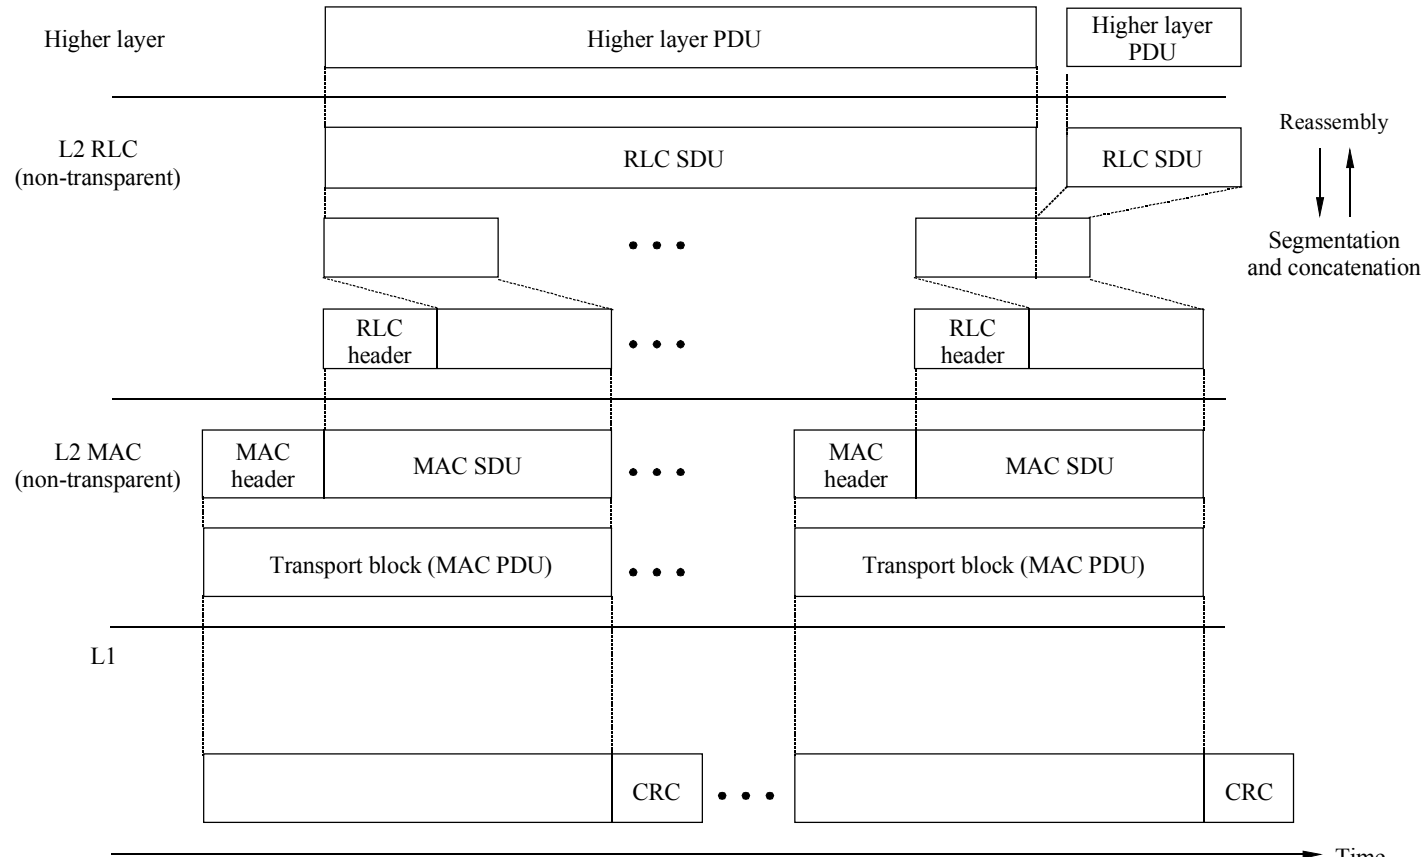 Higher layer
Higher layer PDU
Higher layer
PDU
L2 RLC
(non-transparent)
RLC SDU
RLC SDU
Reassembly
Segmentation
and concatenation
RLC
header
RLC
header
L2 MAC
(non-transparent)
MAC
header
MAC SDU
MAC
header
MAC SDU
Transport block (MAC PDU)
Transport block (MAC PDU)
L1
CRC
CRC
Time